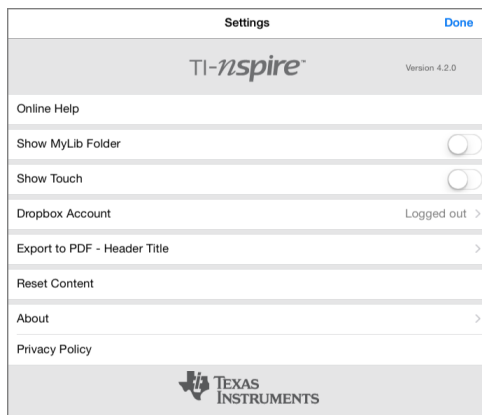 Settings Done
TI-nspire™ Version 4.2.0
Online Help
Show MyLib Folder
Show Touch
Dropbox Account Logged out >
Export to PDF - Header Title >
Reset Content
About >
Privacy Policy
TEXAS
INSTRUMENTS